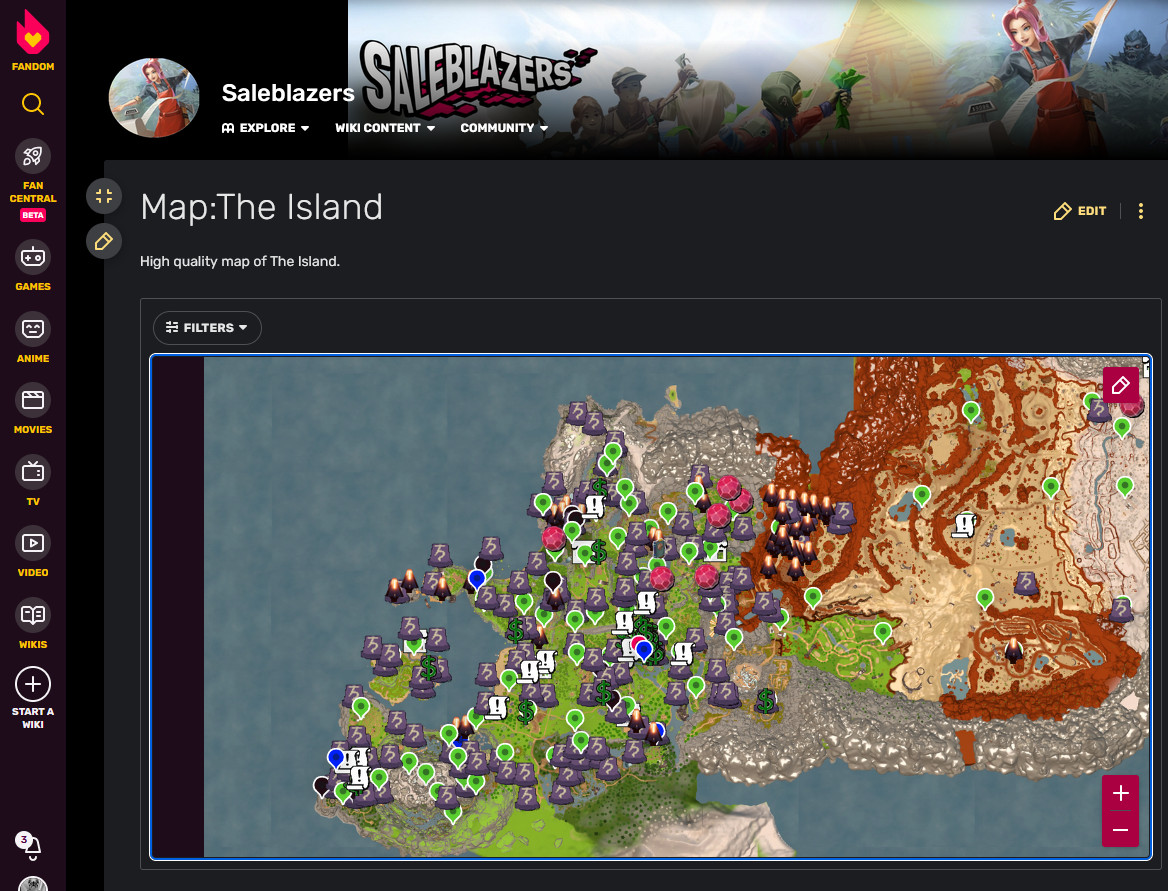 FANDOM
FAN
CENTRAL
BETA
GAMES
ANIME
MOVIES
TV
VIDEO
WIKIS
START A
WIKI
3
SALEBLAZERS
Saleblazers
EXPLORE
WIKI CONTENT
COMMUNITY
Map:The Island
EDIT
High quality map of The Island.
FILTERS
+
−